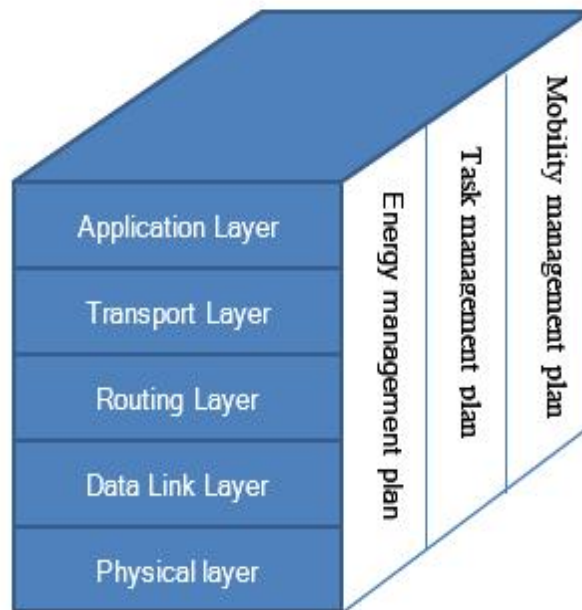 Application Layer
Transport Layer
Routing Layer
Data Link Layer
Physical layer
Energy management plan
Task management plan
Mobility management plan